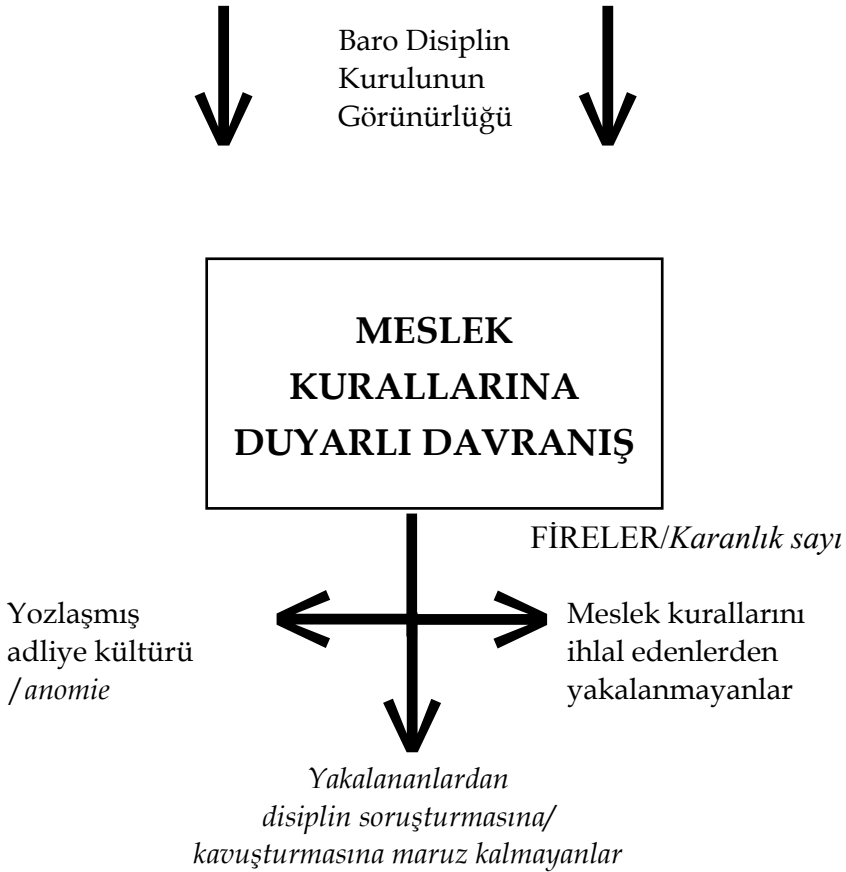 Baro Disiplin
Kurulunun
Görünürlüğü
MESLEK
KURALLARINA
DUYARLI DAVRANIŞ
FİRELER/Karanlık sayı
Yozlaşmış
adliye kültürü
/anomie
Meslek kurallarını
ihlal edenlerden
yakalanmayanlar
Yakalananlardan
disiplin soruşturmasına/
kavuşturmasına maruz kalmayanlar